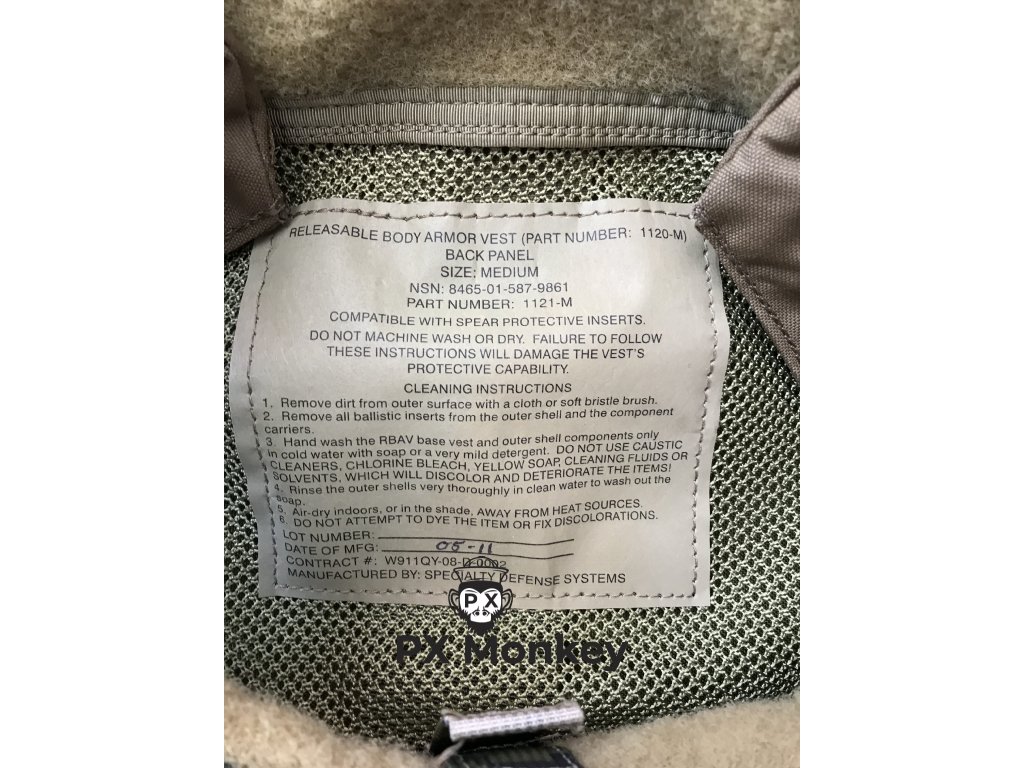 RELEASABLE BODY ARMOR VEST (PART NUMBER: 1120-M)
BACK PANEL
SIZE: MEDIUM
NSN: 8465-01-587-9861
PART NUMBER: 1121-M
COMPATIBLE WITH SPEAR PROTECTIVE INSERTS.
DO NOT MACHINE WASH OR DRY. FAILURE TO FOLLOW
THESE INSTRUCTIONS WILL DAMAGE THE VEST'S
PROTECTIVE CAPABILITY.
CLEANING INSTRUCTIONS
1. Remove dirt from outer surface with a cloth or soft bristle brush.
2. Remove all ballistic inserts from the outer shell and the component
carriers.
3. Hand wash the RBAV base vest and outer shell components only
in cold water with soap or a very mild detergent. DO NOT USE CAUSTIC
CLEANERS, CHLORINE BLEACH, YELLOW SOAP, CLEANING FLUIDS OR
SOLVENTS, WHICH WILL DISCOLOR AND DETERIORATE THE ITEMS!
4. Rinse the outer shells very thoroughly in clean water to wash out the
soap.
5. Air-dry indoors, or in the shade, AWAY FROM HEAT SOURCES.
6. DO NOT ATTEMPT TO DYE THE ITEM OR FIX DISCOLORATIONS.
LOT NUMBER:
DATE OF MFG: 05-11
CONTRACT #: W911QY-08-D-0002
MANUFACTURED BY: SPECIALTY DEFENSE SYSTEMS
PX
PX Monkey